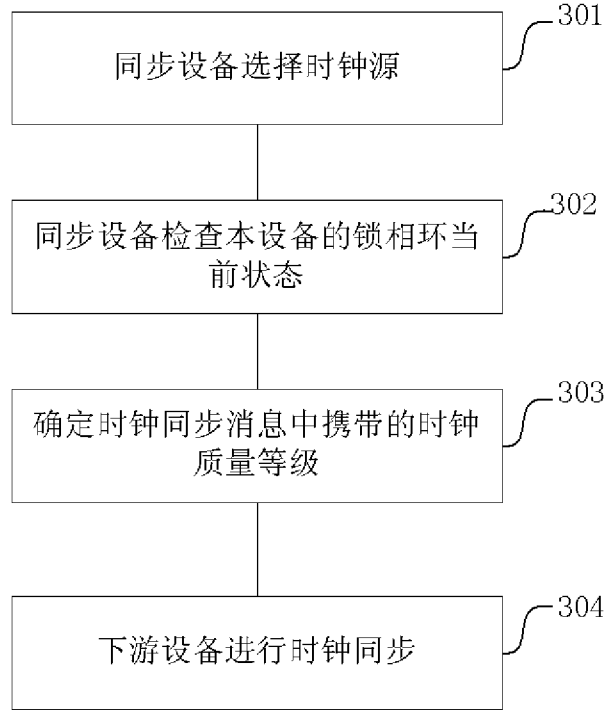 301
同步设备选择时钟源
302
同步设备检查本设备的锁相环当
前状态
303
确定时钟同步消息中携带的时钟
质量等级
304
下游设备进行时钟同步